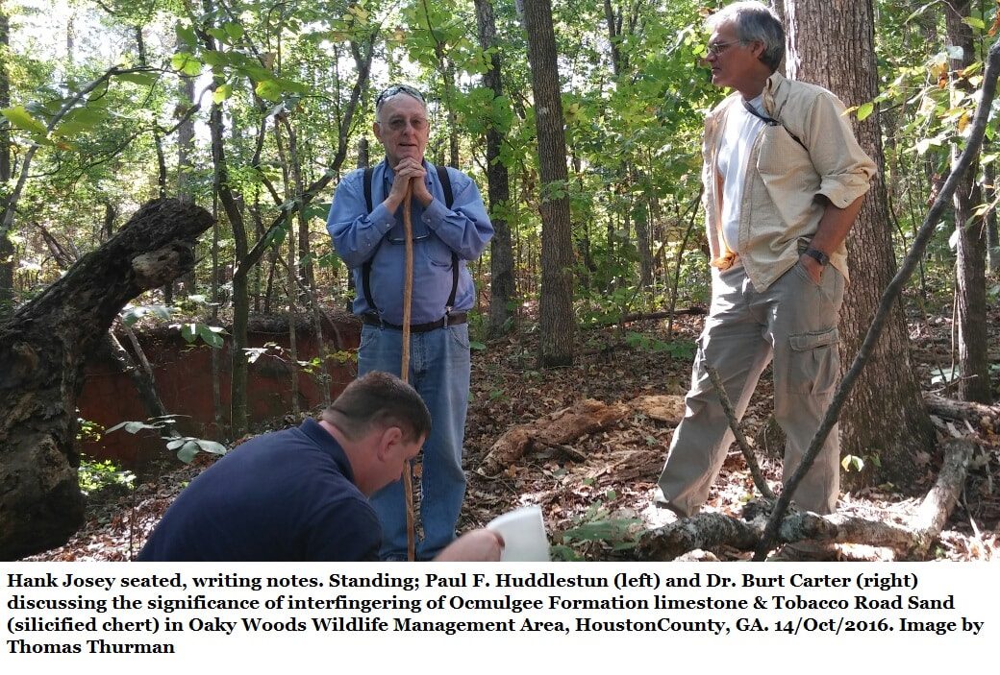 Hank Josey seated, writing notes. Standing; Paul F. Huddlestun (left) and Dr. Burt Carter (right)
discussing the significance of interfingering of Ocmulgee Formation limestone & Tobacco Road Sand
(silicified chert) in Oaky Woods Wildlife Management Area, HoustonCounty, GA. 14/Oct/2016. Image by
Thomas Thurman